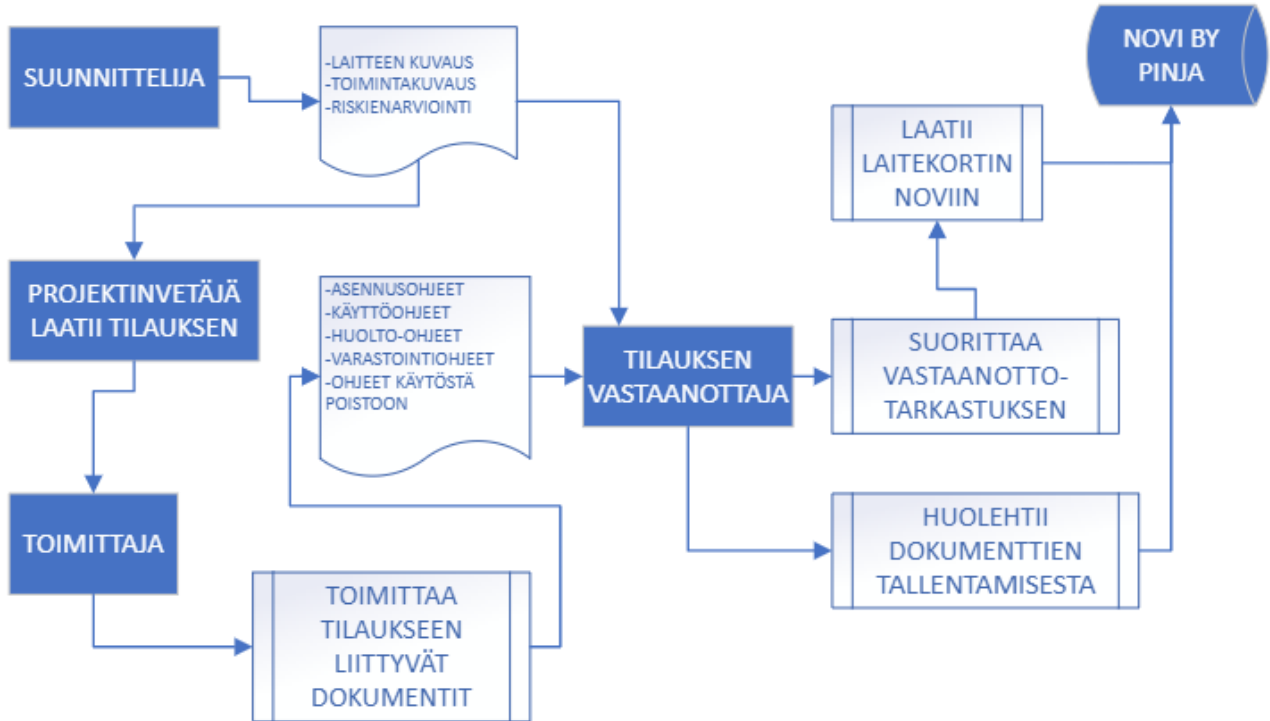 SUUNNITTELIJA
-LAITTEEN KUVAUS
-TOIMINTAKUVAUS
-RISKIENARVIOINTI
NOVI BY
PINJA
LAATII
LAITEKORTIN
NOVIIN
PROJEKTINVETÄJÄ
LAATII TILAUKSEN
-ASENNUSOHJEET
-KÄYTTÖOHJEET
-HUOLTO-OHJEET
-VARASTOINTIOHJEET
-OHJEET KÄYTÖSTÄ
POISTOON
TILAUKSEN
VASTAANOTTAJA
SUORITTAA
VASTAANOTTO-
TARKASTUKSEN
TOIMITTAJA
HUOLEHTII
DOKUMENTTIEN
TALLENTAMISESTA
TOIMITTAA
TILAUKSEEN
LIITTYVÄT
DOKUMENTIT